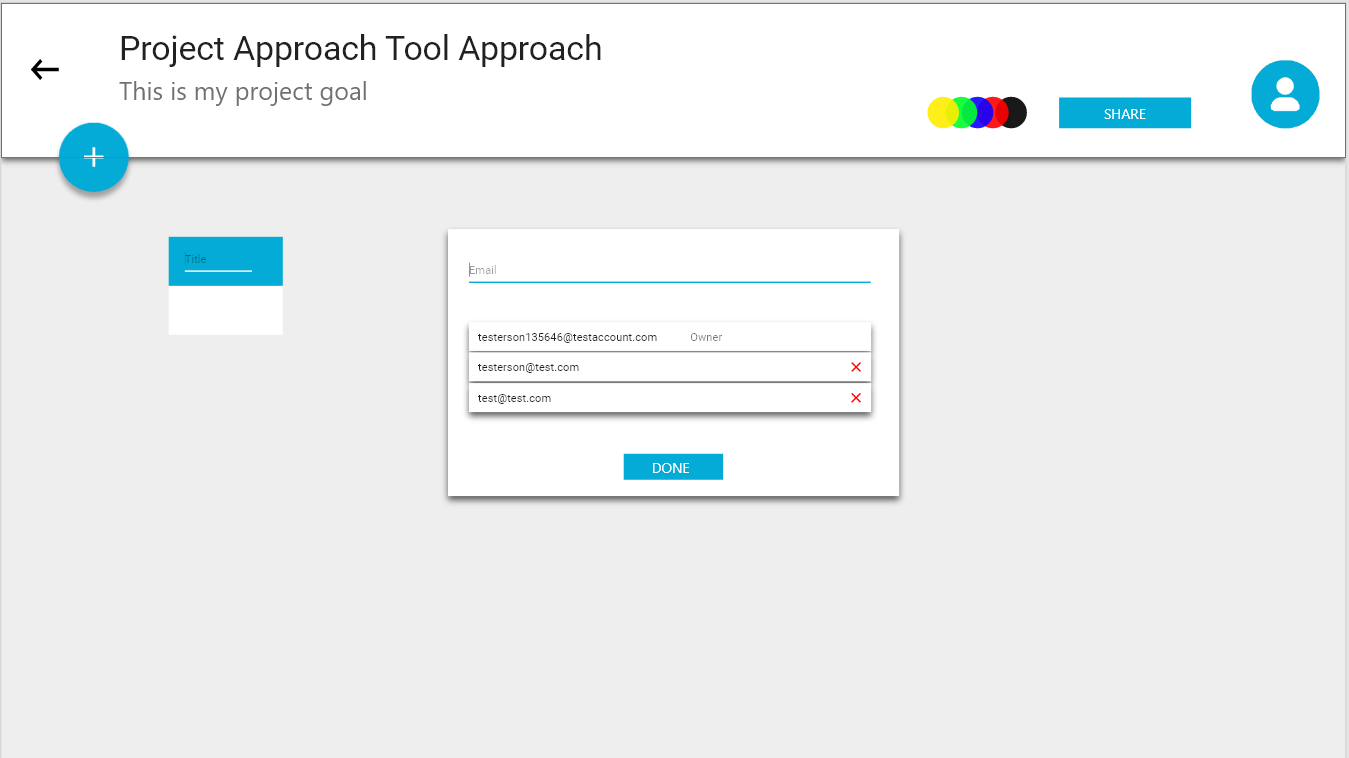 Project Approach Tool Approach
This is my project goal
SHARE
Title
Email
testerson135646@testaccount.com Owner
testerson@test.com
test@test.com
DONE